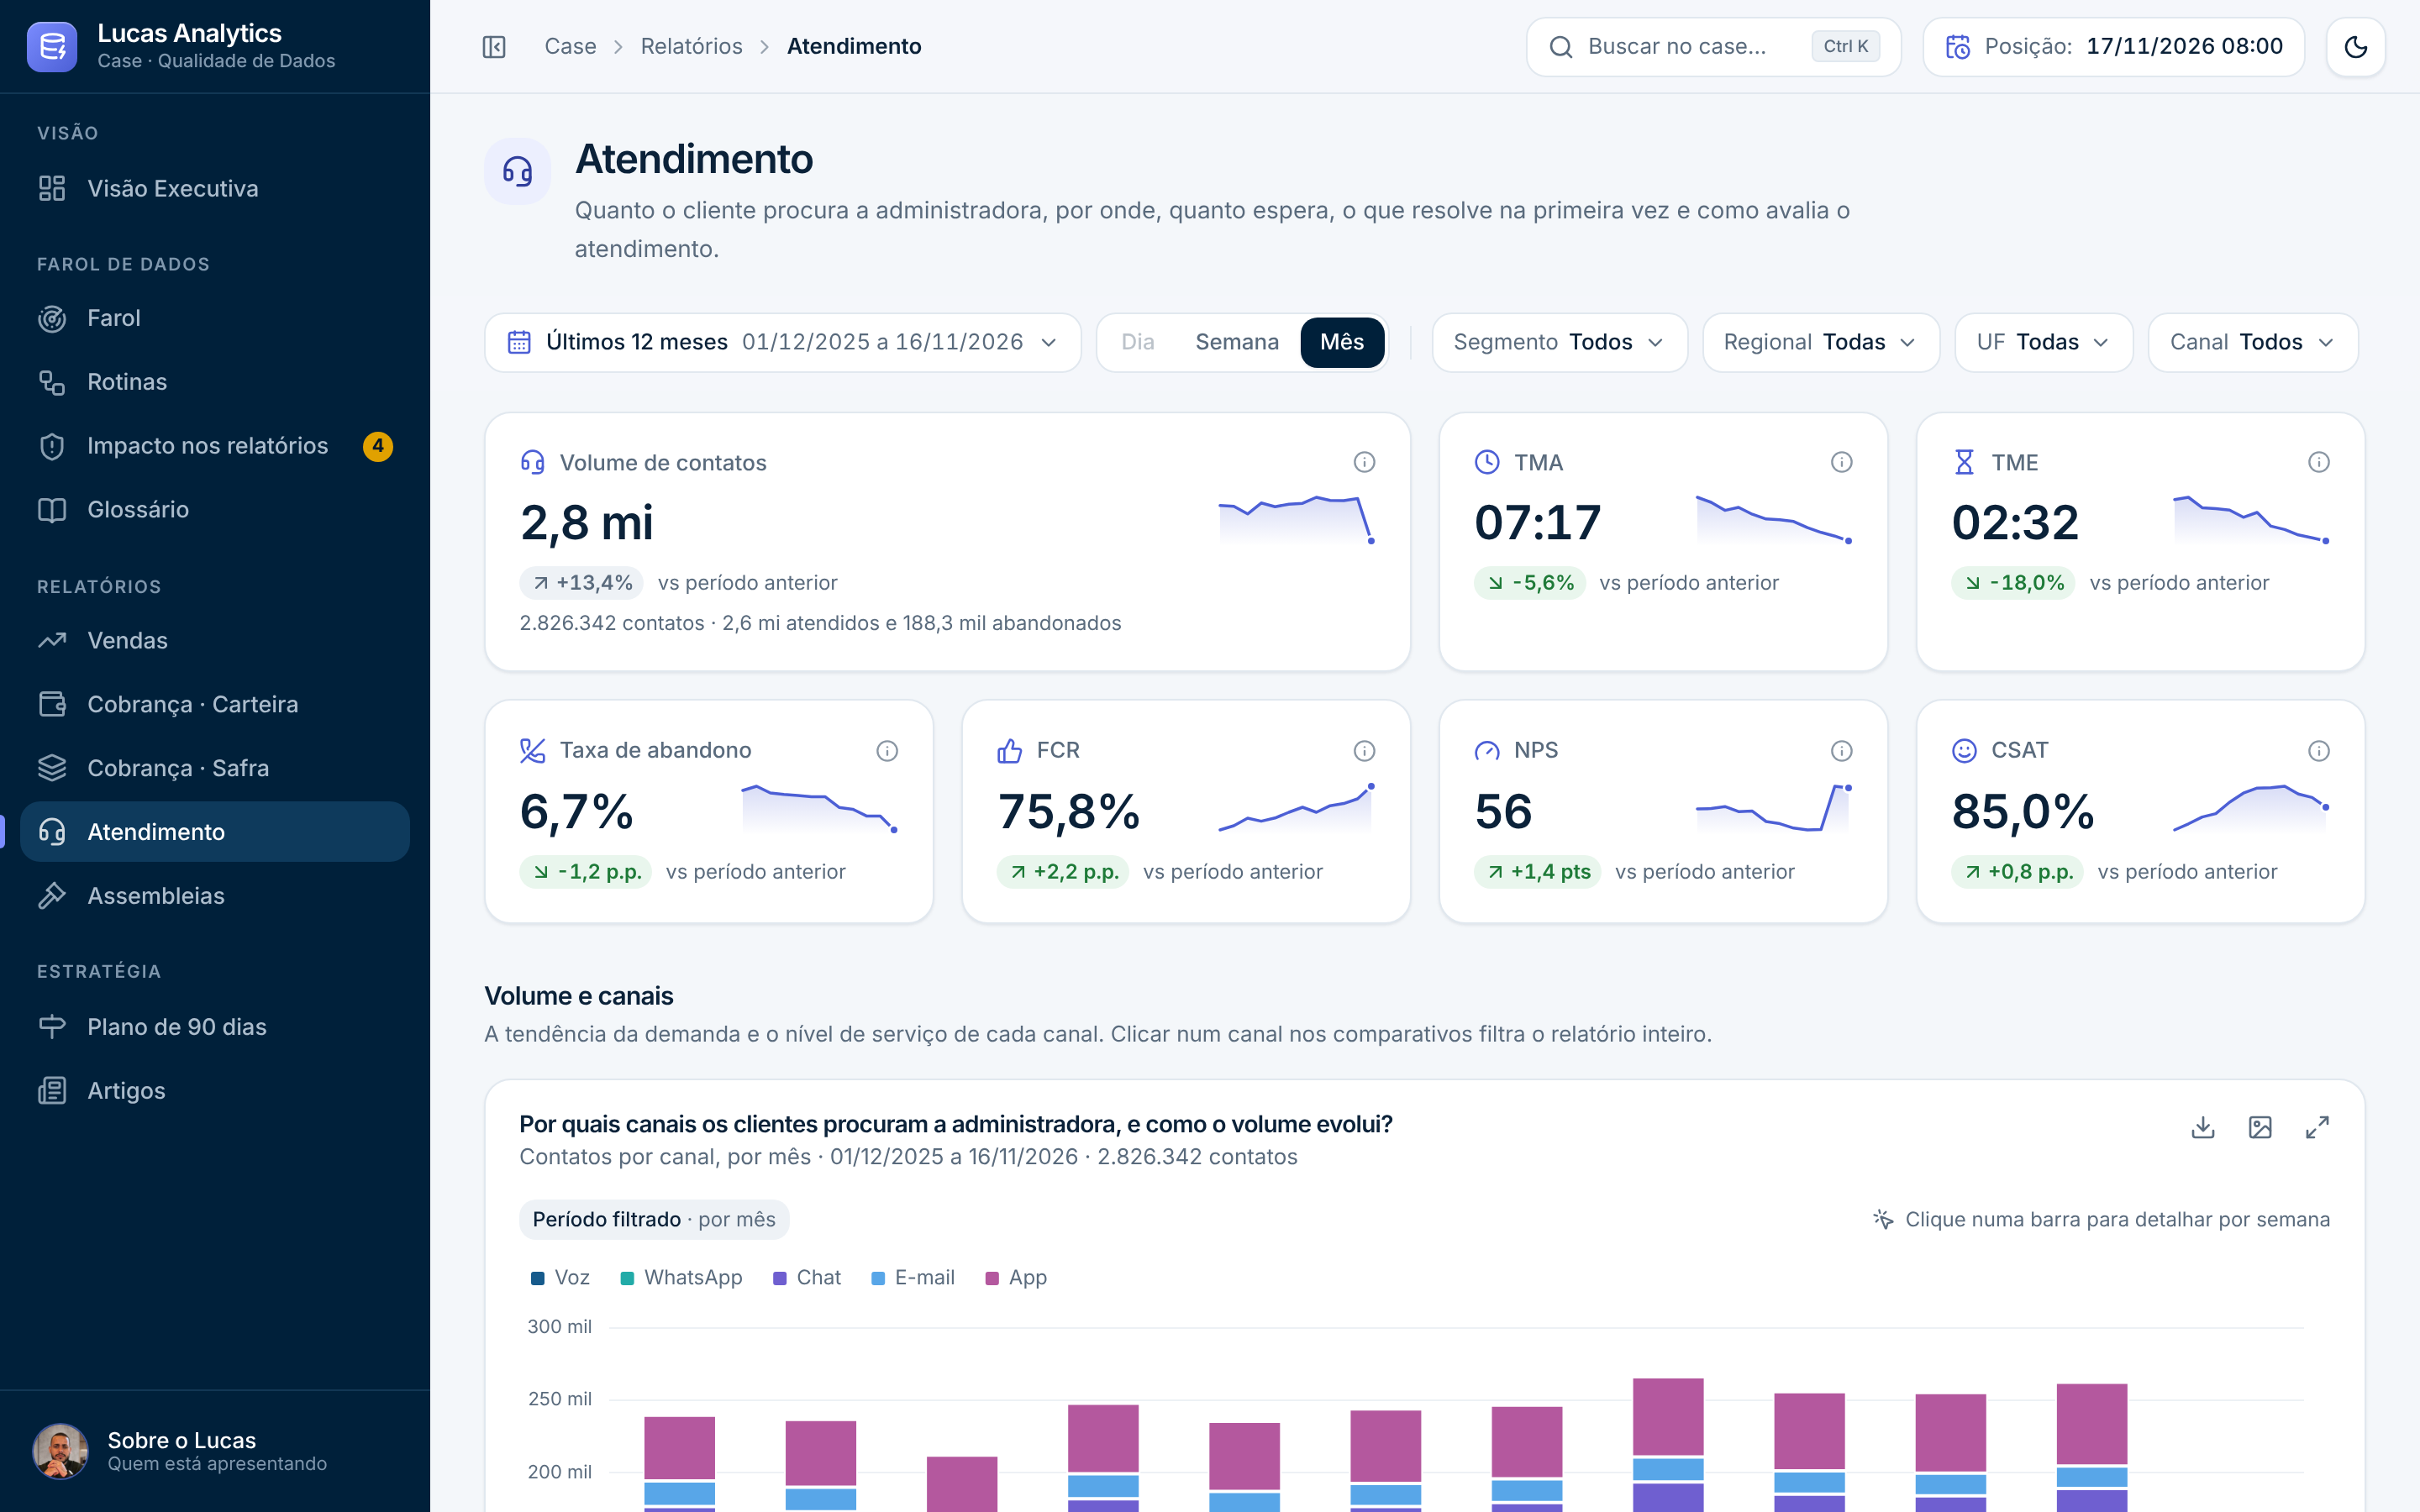 Lucas Analytics
Case · Qualidade de Dados
VISÃO
Visão Executiva
FAROL DE DADOS
Farol
Rotinas
Impacto nos relatórios 4
Glossário
RELATÓRIOS
Vendas
Cobrança · Carteira
Cobrança · Safra
Atendimento
Assembleias
ESTRATÉGIA
Plano de 90 dias
Artigos
Sobre o Lucas
Quem está apresentando
Case Relatórios Atendimento
Buscar no case... Ctrl K
Posição: 17/11/2026 08:00
Atendimento
Quanto o cliente procura a administradora, por onde, quanto espera, o que resolve na primeira vez e como avalia o
atendimento.
Últimos 12 meses 01/12/2025 a 16/11/2026
Dia Semana Mês
Segmento Todos
Regional Todas
UF Todas
Canal Todos
Volume de contatos
2,8 mi
+13,4% vs período anterior
2.826.342 contatos · 2,6 mi atendidos e 188,3 mil abandonados
TMA
07:17
-5,6% vs período anterior
TME
02:32
-18,0% vs período anterior
Taxa de abandono
6,7%
-1,2 p.p. vs período anterior
FCR
75,8%
+2,2 p.p. vs período anterior
NPS
56
+1,4 pts vs período anterior
CSAT
85,0%
+0,8 p.p. vs período anterior
Volume e canais
A tendência da demanda e o nível de serviço de cada canal. Clicar num canal nos comparativos filtra o relatório inteiro.
Por quais canais os clientes procuram a administradora, e como o volume evolui?
Contatos por canal, por mês · 01/12/2025 a 16/11/2026 · 2.826.342 contatos
Período filtrado · por mês
Clique numa barra para detalhar por semana
Voz WhatsApp Chat E-mail App
300 mil
250 mil
200 mil